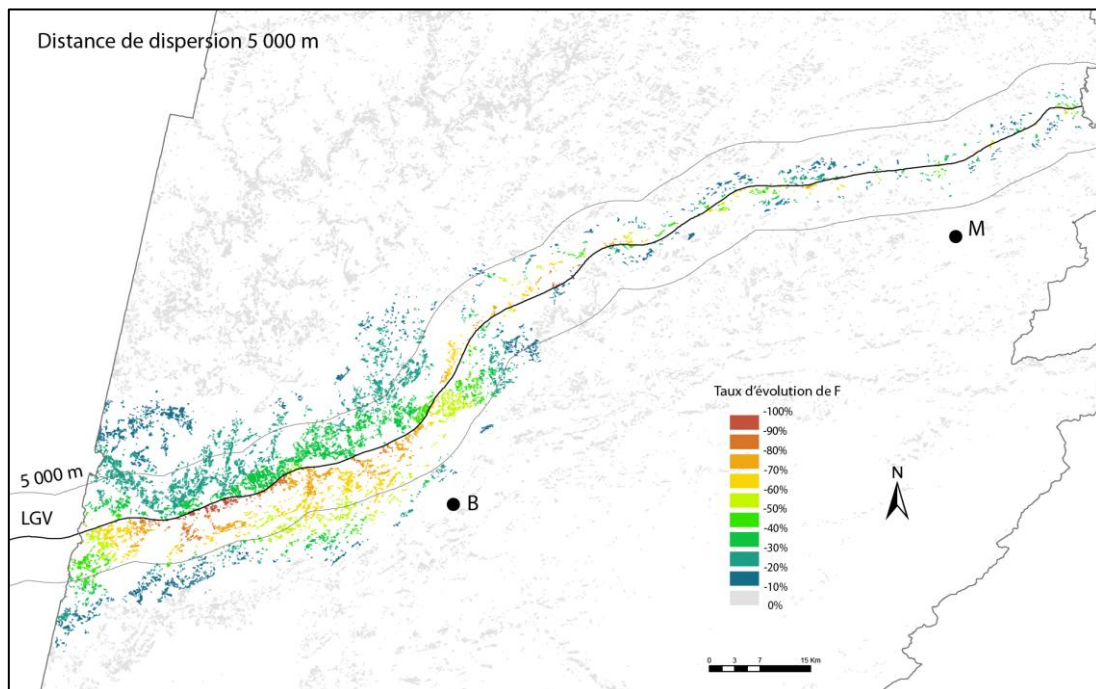 Distance de dispersion 5 000 m
M
5 000 m
LGV
B
Taux d'évolution de F
-100%
-90%
-80%
-70%
-60%
-50%
-40%
-30%
-20%
-10%
0%
N
0 3 7 15 Km